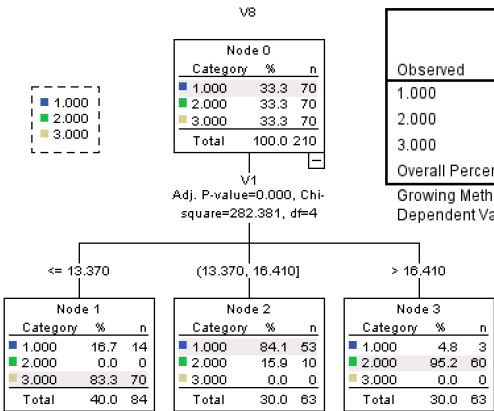 V8
Node 0
Category % n
1.000 33.3 70
2.000 33.3 70
3.000 33.3 70
Total 100.0 210
1.000
2.000
3.000
Observed
1.000
2.000
3.000
Overall Percer
Growing Meth
Dependent Va
V1
Adj. P-value=0.000, Chi-
square=282.381, df=4
<= 13.370
(13.370, 16.410]
> 16.410
Node 1
Category % n
1.000 16.7 14
2.000 0.0 0
3.000 83.3 70
Total 40.0 84
Node 2
Category % n
1.000 84.1 53
2.000 15.9 10
3.000 0.0 0
Total 30.0 63
Node 3
Category % n
1.000 4.8 3
2.000 95.2 60
3.000 0.0 0
Total 30.0 63